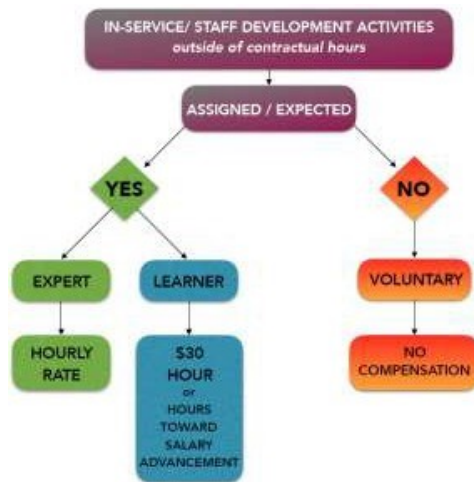 IN-SERVICE/ STAFF DEVELOPMENT ACTIVITIES
outside of contractual hours
ASSIGNED / EXPECTED
YES
NO
EXPERT
LEARNER
VOLUNTARY
HOURLY
RATE
$30
HOUR
or
HOURS
TOWARD
SALARY
ADVANCEMENT
NO
COMPENSATION